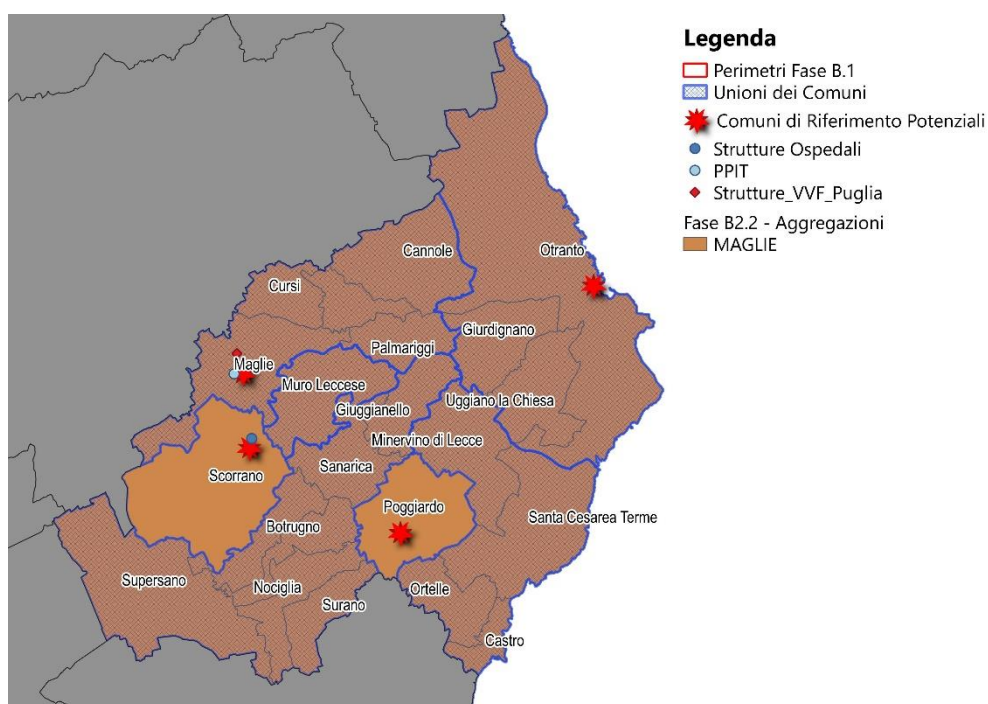 Legenda
Perimetri Fase B.1
Unioni dei Comuni
Comuni di Riferimento Potenziali
Strutture Ospedali
PPIT
Strutture_VVF_Puglia
Fase B2.2 - Aggregazioni
MAGLIE
Cannole
Otranto
Cursi
Giurdignano
Palmariggi
Maglie
Muro Leccese
Uggiano la Chiesa
Giuggianello
Minervino di Lecce
Sanarica
Scorrano
Poggiardo
Santa Cesarea Terme
Botrugno
Supersano
Nociglia
Ortelle
Surano
Castro